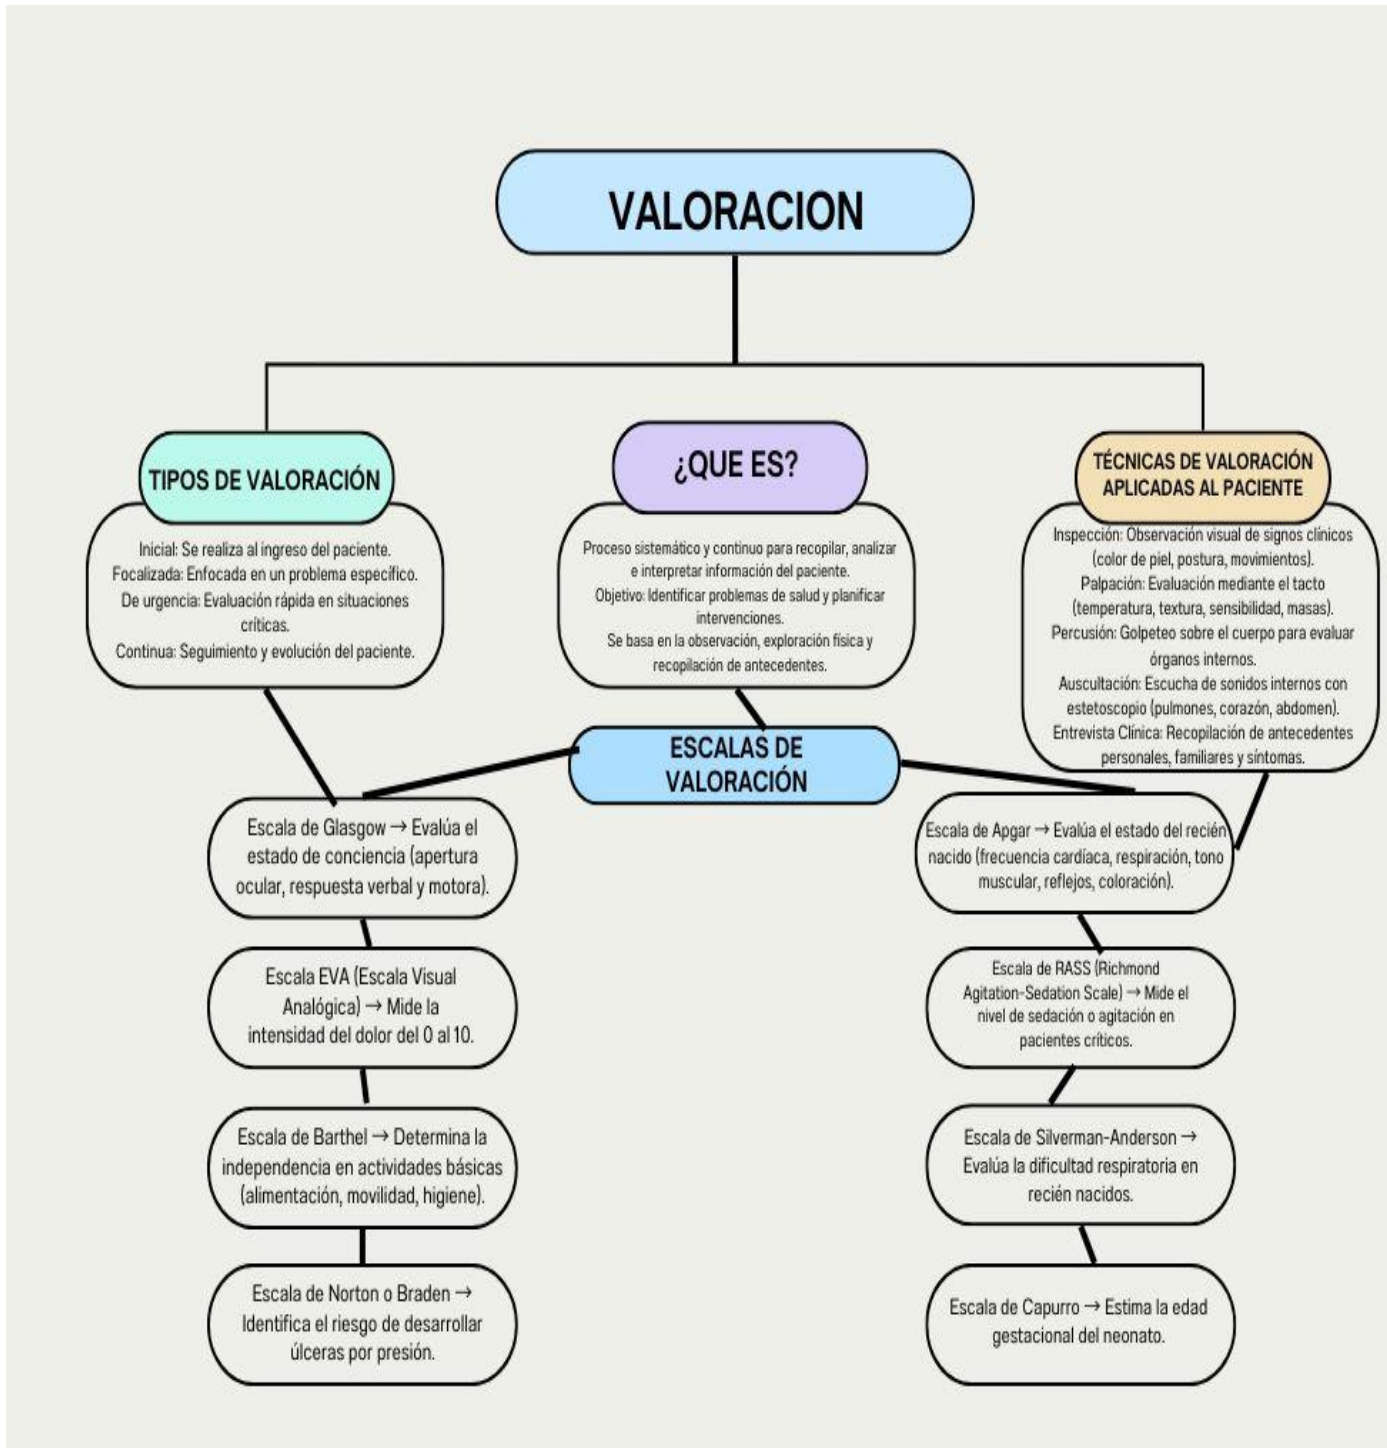 VALORACION
TIPOS DE VALORACIÓN
Inicial: Se realiza al ingreso del paciente.
Focalizada: Enfocada en un problema específico.
De urgencia: Evaluación rápida en situaciones
críticas.
Continua: Seguimiento y evolución del paciente.
¿QUE ES?
Proceso sistemático y continuo para recopilar, analizar
e interpretar información del paciente.
Objetivo: Identificar problemas de salud y planificar
intervenciones.
Se basa en la observación, exploración física y
recopilación de antecedentes.
TÉCNICAS DE VALORACIÓN
APLICADAS AL PACIENTE
Inspección: Observación visual de signos clínicos
(color de piel, postura, movimientos).
Palpación: Evaluación mediante el tacto
(temperatura, textura, sensibilidad, masas).
Percusión: Golpeteo sobre el cuerpo para evaluar
órganos internos.
Auscultación: Escucha de sonidos internos con
estetoscopio (pulmones, corazón, abdomen).
Entrevista Clínica: Recopilación de antecedentes
personales, familiares y síntomas.
ESCALAS DE
VALORACIÓN
Escala de Glasgow → Evalúa el
estado de conciencia (apertura
ocular, respuesta verbal y motora).
Escala EVA (Escala Visual
Analógica) → Mide la
intensidad del dolor del 0 al 10.
Escala de Barthel → Determina la
independencia en actividades básicas
(alimentación, movilidad, higiene).
Escala de Norton o Braden →
Identifica el riesgo de desarrollar
úlceras por presión.
Escala de Apgar → Evalúa el estado del recién
nacido (frecuencia cardíaca, respiración, tono
muscular, reflejos, coloración).
Escala de RASS (Richmond
Agitation-Sedation Scale) → Mide el
nivel de sedación o agitación en
pacientes críticos.
Escala de Silverman-Anderson →
Evalúa la dificultad respiratoria en
recién nacidos.
Escala de Capurro → Estima la edad
gestacional del neonato.